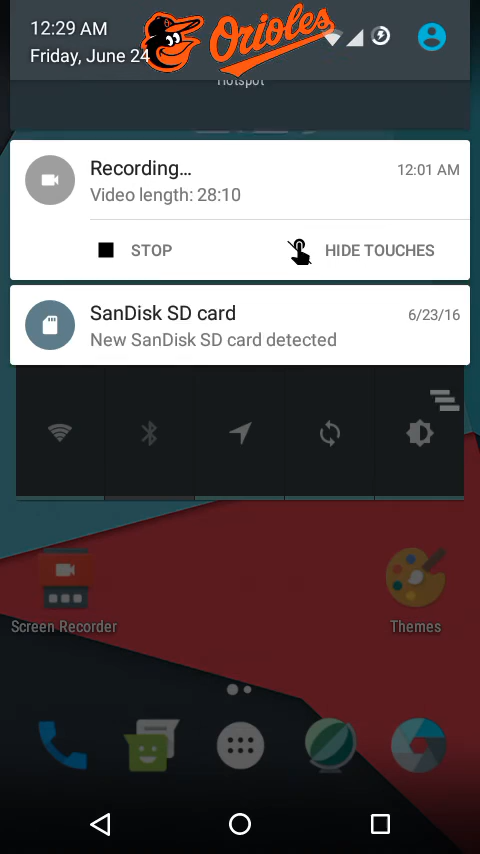 12:29 AM
Friday, June 24
Orioles
Hotspot
Recording...
12:01 AM
Video length: 28:10
STOP
HIDE TOUCHES
SanDisk SD card
6/23/16
New SanDisk SD card detected
Screen Recorder
Themes